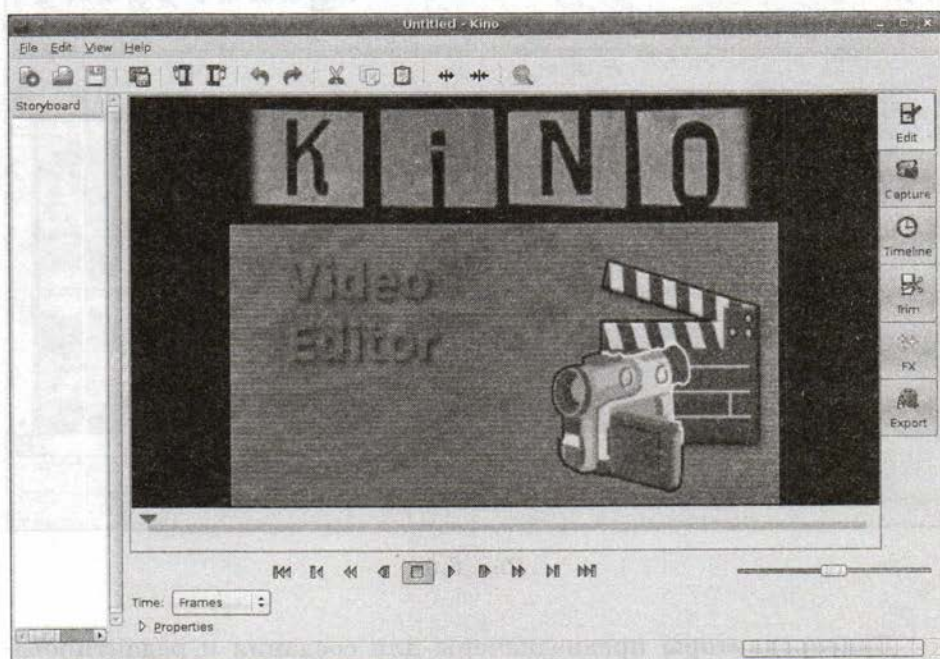 Untitled - Kino
File Edit View Help
Storyboard
KiNO
Video
Editor
Edit
Capture
Timeline
Trim
FX
Export
Time: Frames
Properties